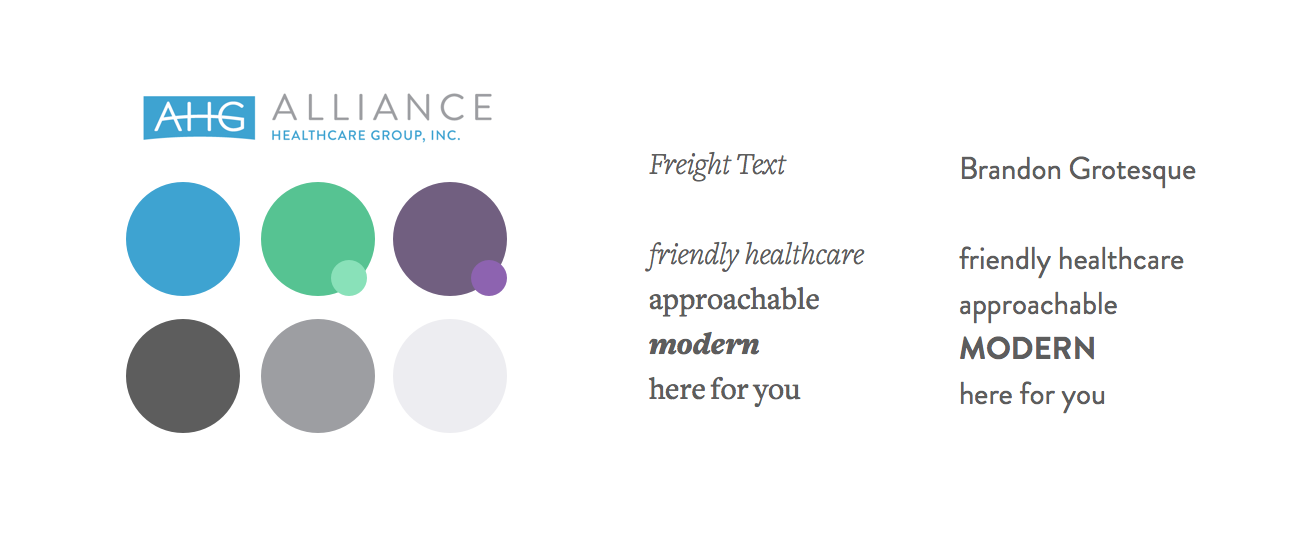 AHG
ALLIANCE
HEALTHCARE GROUP, INC.
Freight Text
friendly healthcare
approachable
modern
here for you
Brandon Grotesque
friendly healthcare
approachable
MODERN
here for you